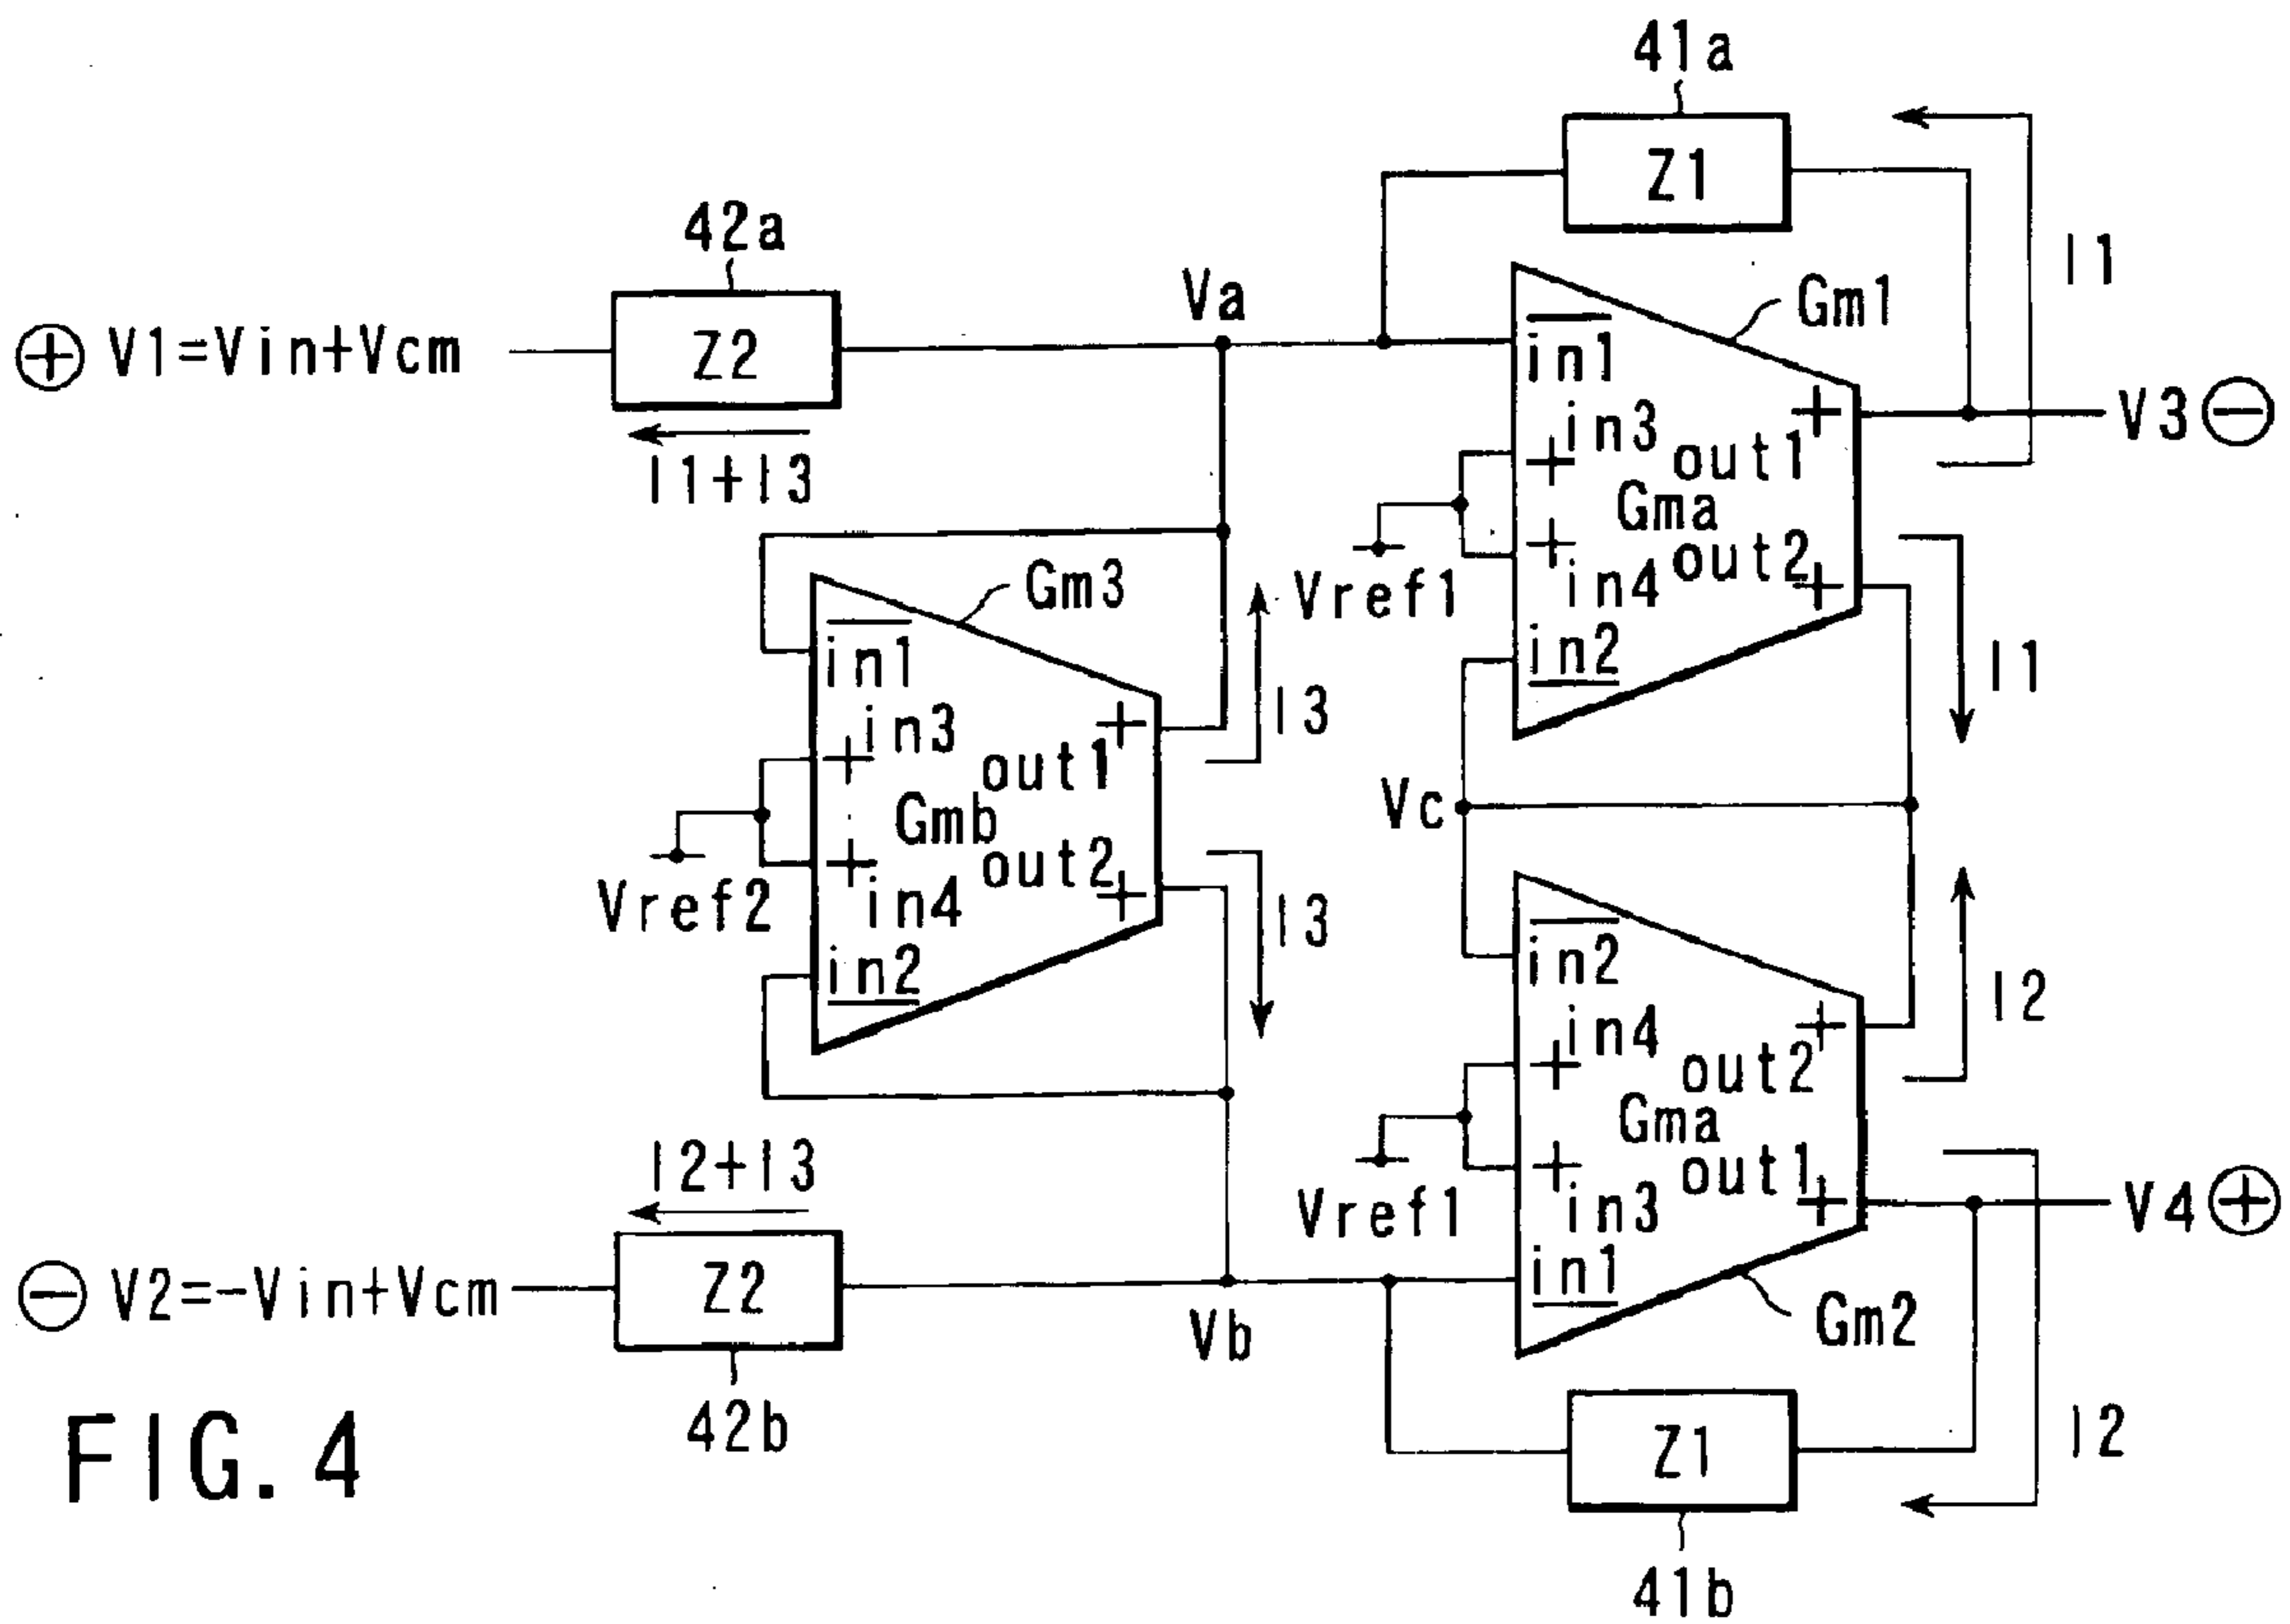 41a
Z1
I1
42a
Va
Gm1
⊕ V1=Vin+Vcm
Z2
in1
in3
+
+
out1
V3 ⊖
I1+I3
Gma
Gm3
Vref1
+
in4
out2
+
in1
in2
I1
in3
+
+
I3
out1
Gmb
Vc
Vref2
+
in4
out2
+
I3
in2
in2
in4
+
+
out2
I2
I2+I3
Gma
Vref1
+
in3
out1
+
V4 ⊕
⊖ V2=-Vin+Vcm
Z2
in1
Vb
Gm2
42b
Z1
I2
41b
FIG. 4